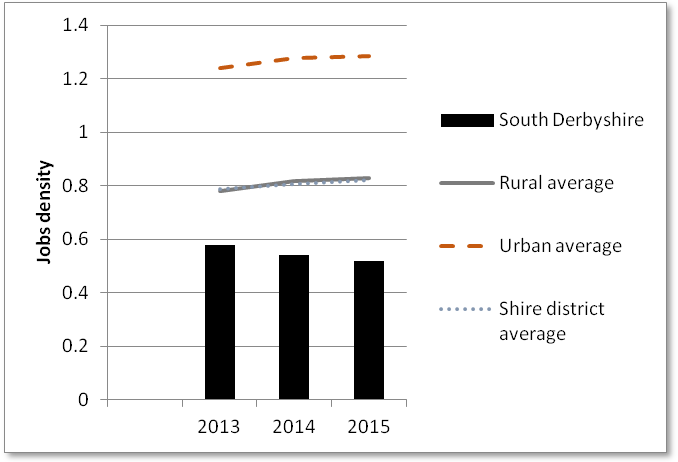 1.4
1.2
1
0.8
0.6
0.4
0.2
0
Jobs density
2013 2014 2015
South Derbyshire
Rural average
Urban average
Shire district
average